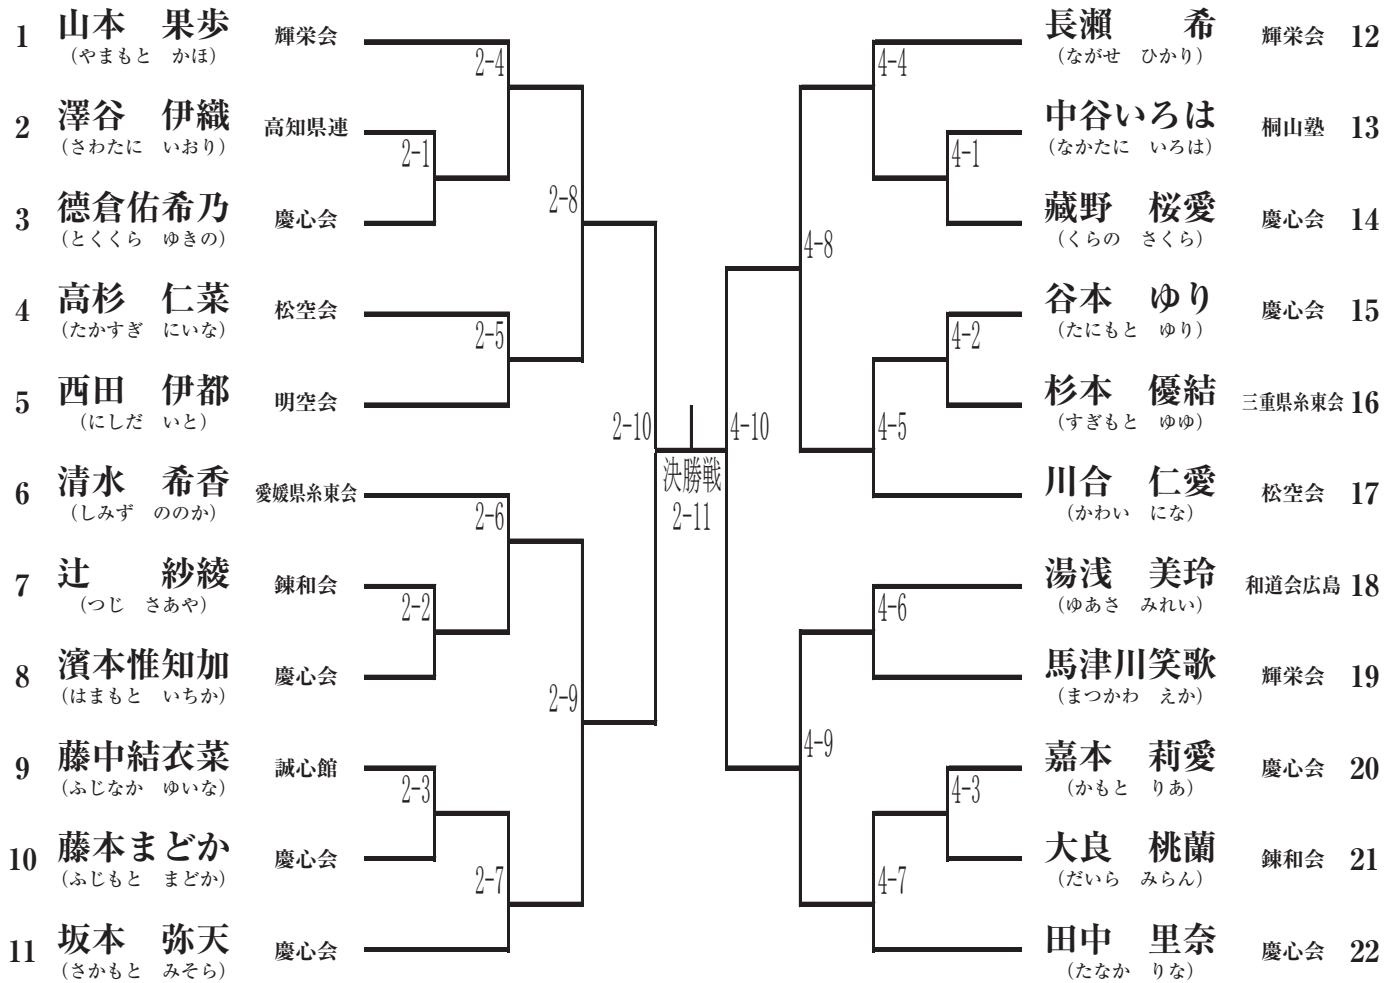 1 山本　果歩 輝栄会
（やまもと　かほ）
2 澤谷　伊織 高知県連
（さわたに　いおり）
3 德倉佑希乃 慶心会
（とくくら　ゆきの）
4 高杉　仁菜 松空会
（たかすぎ　にいな）
5 西田　伊都 明空会
（にしだ　いと）
6 清水　希香 愛媛県糸東会
（しみず　ののか）
7 辻　　紗綾 錬和会
（つじ　さあや）
8 濱本惟知加 慶心会
（はまもと　いちか）
9 藤中結衣菜 誠心館
（ふじなか　ゆいな）
10 藤本まどか 慶心会
（ふじもと　まどか）
11 坂本　弥天 慶心会
（さかもと　みそら）
2-4
2-1
2-8
2-5
2-10
2-6
2-2
2-9
2-3
2-7
決勝戦
2-11
4-4
4-1
4-8
4-2
4-10
4-5
4-6
4-9
4-3
4-7
長瀬　　希 輝栄会 12
（ながせ　ひかり）
中谷いろは 桐山塾 13
（なかたに　いろは）
藏野　桜愛 慶心会 14
（くらの　さくら）
谷本　ゆり 慶心会 15
（たにもと　ゆり）
杉本　優結 三重県糸東会 16
（すぎもと　ゆゆ）
川合　仁愛 松空会 17
（かわい　にな）
湯浅　美玲 和道会広島 18
（ゆあさ　みれい）
馬津川笑歌 輝栄会 19
（まつかわ　えか）
嘉本　莉愛 慶心会 20
（かもと　りあ）
大良　桃蘭 錬和会 21
（だいら　みらん）
田中　里奈 慶心会 22
（たなか　りな）